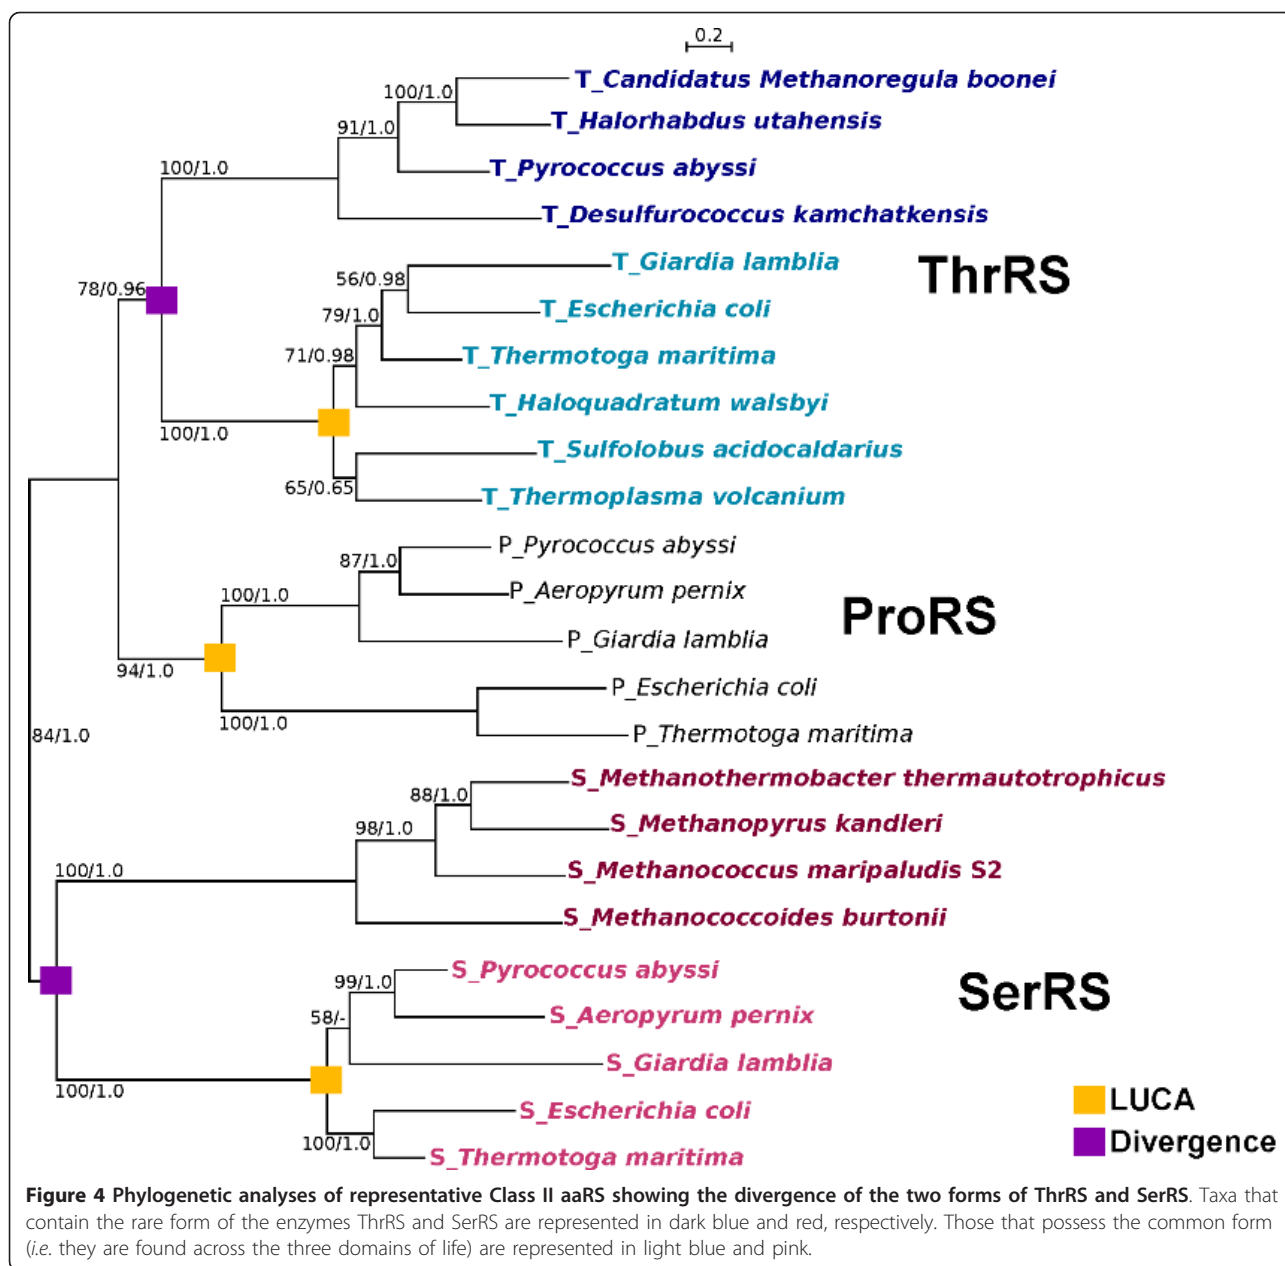 0.2
100/1.0
T_Candidatus Methanoregula boonei
91/1.0
T_Halorhabdus utahensis
100/1.0
T_Pyrococcus abyssi
T_Desulfurococcus kamchatkensis
ThrRS
78/0.96
56/0.98
T_Giardia lamblia
79/1.0
T_Escherichia coli
71/0.98
T_Thermotoga maritima
T_Haloquadratum walsbyi
100/1.0
T_Sulfolobus acidocaldarius
65/0.65
T_Thermoplasma volcanium
87/1.0
P_Pyrococcus abyssi
100/1.0
P_Aeropyrum pernix
ProRS
P_Giardia lamblia
94/1.0
P_Escherichia coli
100/1.0
P_Thermotoga maritima
84/1.0
88/1.0
S_Methanothermobacter thermautotrophicus
98/1.0
S_Methanopyrus kandleri
100/1.0
S_Methanococcus maripaludis S2
S_Methanococcoides burtonii
99/1.0
S_Pyrococcus abyssi
SerRS
58/-
S_Aeropyrum pernix
S_Giardia lamblia
100/1.0
S_Escherichia coli
100/1.0
S_Thermotoga maritima
LUCA
Divergence
Figure 4 Phylogenetic analyses of representative Class II aaRS showing the divergence of the two forms of ThrRS and SerRS. Taxa that
contain the rare form of the enzymes ThrRS and SerRS are represented in dark blue and red, respectively. Those that possess the common form
(i.e. they are found across the three domains of life) are represented in light blue and pink.